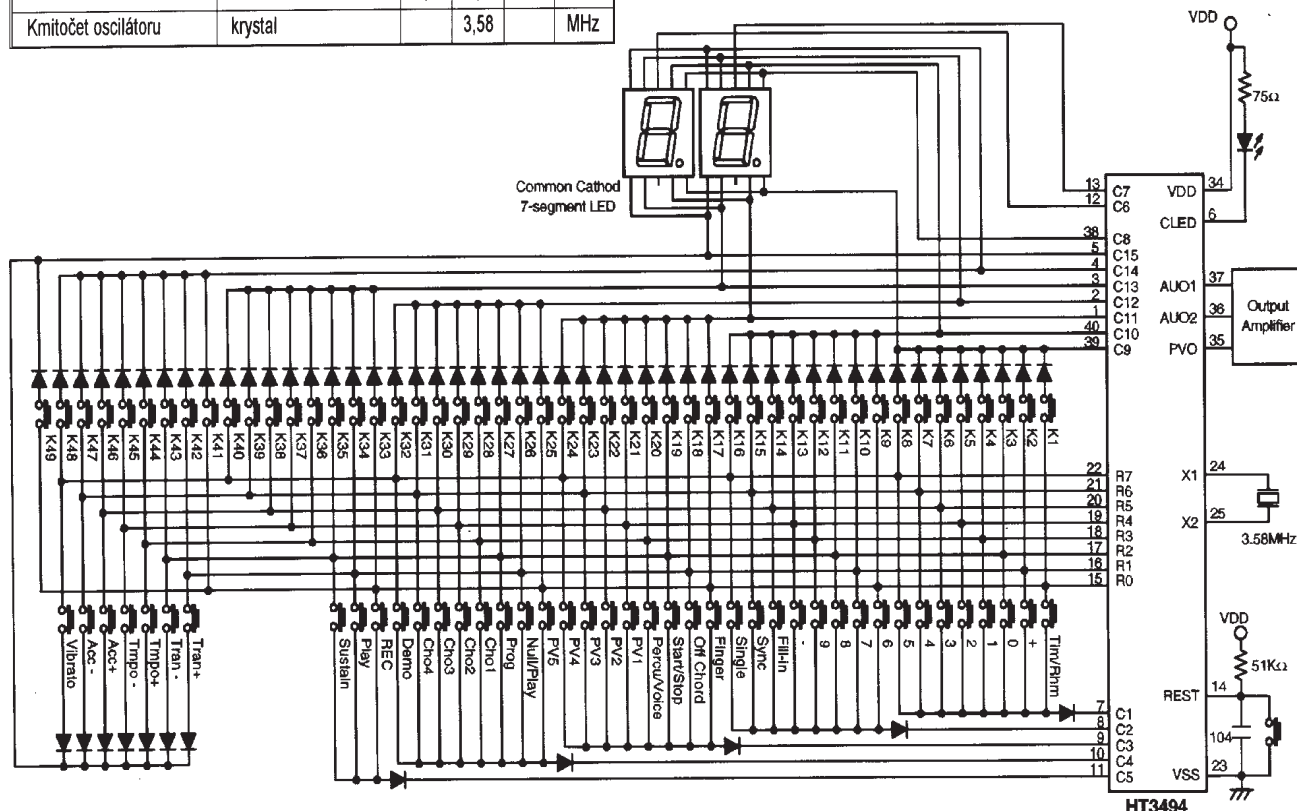 Kmitočet oscilátoru krystal 3,58 MHz
VDD
75Ω
Common Cathod
7-segment LED
13 C7
12 C6
38 C8
5 C15
4 C14
3 C13
2 C12
1 C11
40 C10
39 C9
VDD 34
CLED 6
AUO1 37
AUO2 36
PVO 35
Output
Amplifier
K49 K48 K47 K46 K45 K44 K43 K42 K41 K40 K39 K38 K37 K36 K35 K34 K33 K32 K31 K30 K29 K28 K27 K26 K25 K24 K23 K22 K21 K20 K19 K18 K17 K16 K15 K14 K13 K12 K11 K10 K9 K8 K7 K6 K5 K4 K3 K2 K1
22 R7
21 R6
20 R5
19 R4
18 R3
17 R2
16 R1
15 R0
X1 24
X2 25
3.58MHz
Vibrato Acc - Acc+ Tmpo - Tmpo+ Tran - Tran+
Sustain Play REC Demo Cho4 Cho3 Cho2 Cho1 Prog Null/Play PV5 PV4 PV3 PV2 PV1 Percu/Voice Start/Stop Off Chord Finger Single Sync Fill-In - 9 8 7 6 5 4 3 2 1 0 + Tim/Rhm
VDD
51KΩ
REST 14
104
VSS 23
7 C1
8 C2
9 C3
10 C4
11 C5
HT3494